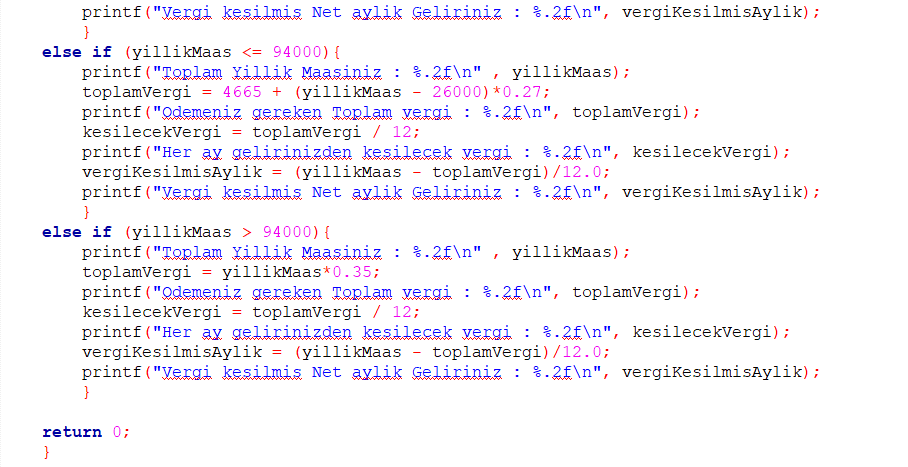 printf("Vergi kesilmis Net aylik Geliriniz : %.2f\n", vergiKesilmisAylik);
}
else if (yillikMaas <= 94000){
printf("Toplam Yillik Maasiniz : %.2f\n" , yillikMaas);
toplamVergi = 4665 + (yillikMaas - 26000)*0.27;
printf("Odemeniz gereken Toplam vergi : %.2f\n", toplamVergi);
kesilecekVergi = toplamVergi / 12;
printf("Her ay gelirinizden kesilecek vergi : %.2f\n", kesilecekVergi);
vergiKesilmisAylik = (yillikMaas - toplamVergi)/12.0;
printf("Vergi kesilmis Net aylik Geliriniz : %.2f\n", vergiKesilmisAylik);
}
else if (yillikMaas > 94000){
printf("Toplam Yillik Maasiniz : %.2f\n" , yillikMaas);
toplamVergi = yillikMaas*0.35;
printf("Odemeniz gereken Toplam vergi : %.2f\n", toplamVergi);
kesilecekVergi = toplamVergi / 12;
printf("Her ay gelirinizden kesilecek vergi : %.2f\n", kesilecekVergi);
vergiKesilmisAylik = (yillikMaas - toplamVergi)/12.0;
printf("Vergi kesilmis Net aylik Geliriniz : %.2f\n", vergiKesilmisAylik);
}
return 0;
}